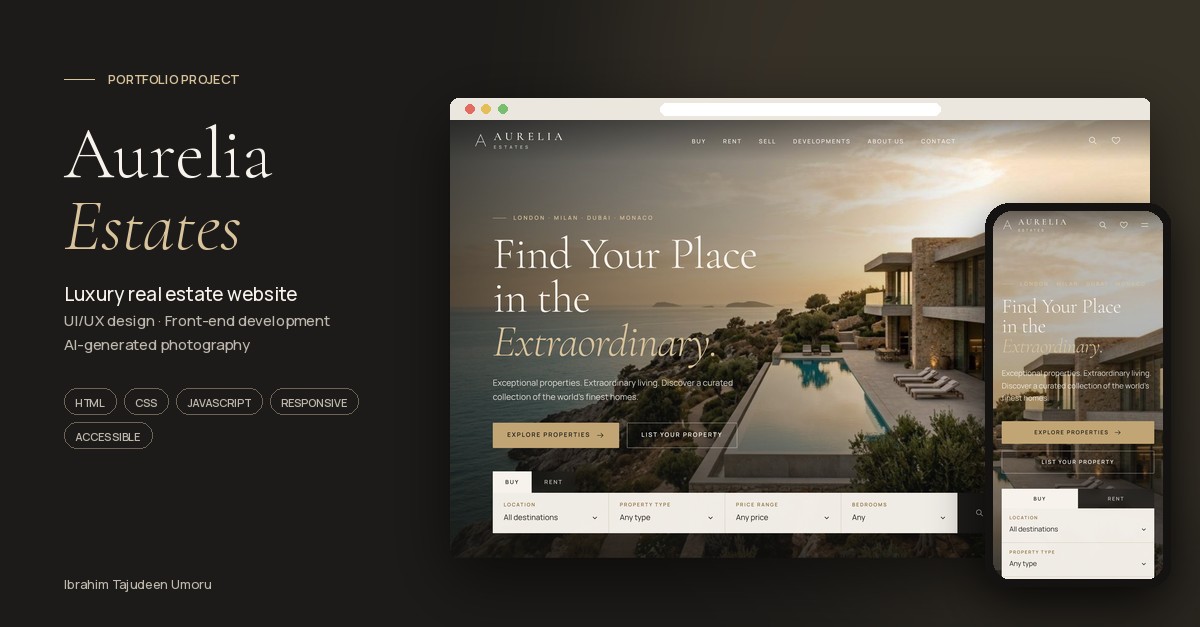 PORTFOLIO PROJECT
Aurelia
Estates
Luxury real estate website
UI/UX design · Front-end development
AI-generated photography
HTML
CSS
JAVASCRIPT
RESPONSIVE
ACCESSIBLE
Ibrahim Tajudeen Umoru
A AURELIA
ESTATES
BUY RENT SELL DEVELOPMENTS ABOUT US CONTACT
LONDON · MILAN · DUBAI · MONACO
Find Your Place
in the
Extraordinary.
Exceptional properties. Extraordinary living. Discover a curated
collection of the world's finest homes.
EXPLORE PROPERTIES →
LIST YOUR PROPERTY
BUY RENT
LOCATION PROPERTY TYPE PRICE RANGE BEDROOMS
All destinations Any type Any price Any
A AURELIA
ESTATES
LONDON · MILAN · DUBAI · MONACO
Find Your Place
in the
Extraordinary.
Exceptional properties. Extraordinary living.
Discover a curated collection of the world's
finest homes.
EXPLORE PROPERTIES →
LIST YOUR PROPERTY
BUY RENT
LOCATION
All destinations
PROPERTY TYPE
Any type